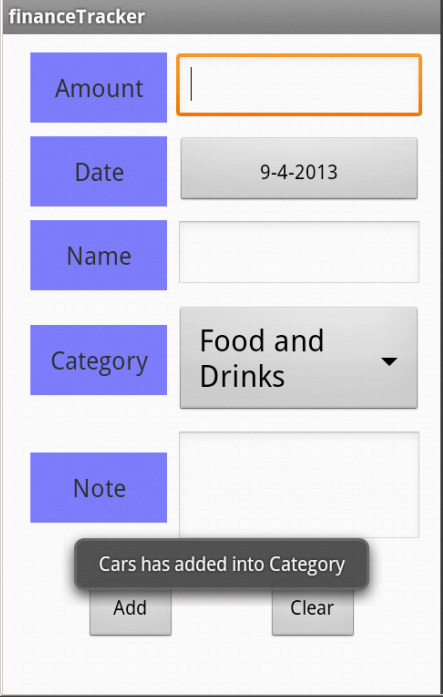 financeTracker
Amount
Date
9-4-2013
Name
Category
Food and
Drinks
Note
Cars has added into Category
Add
Clear